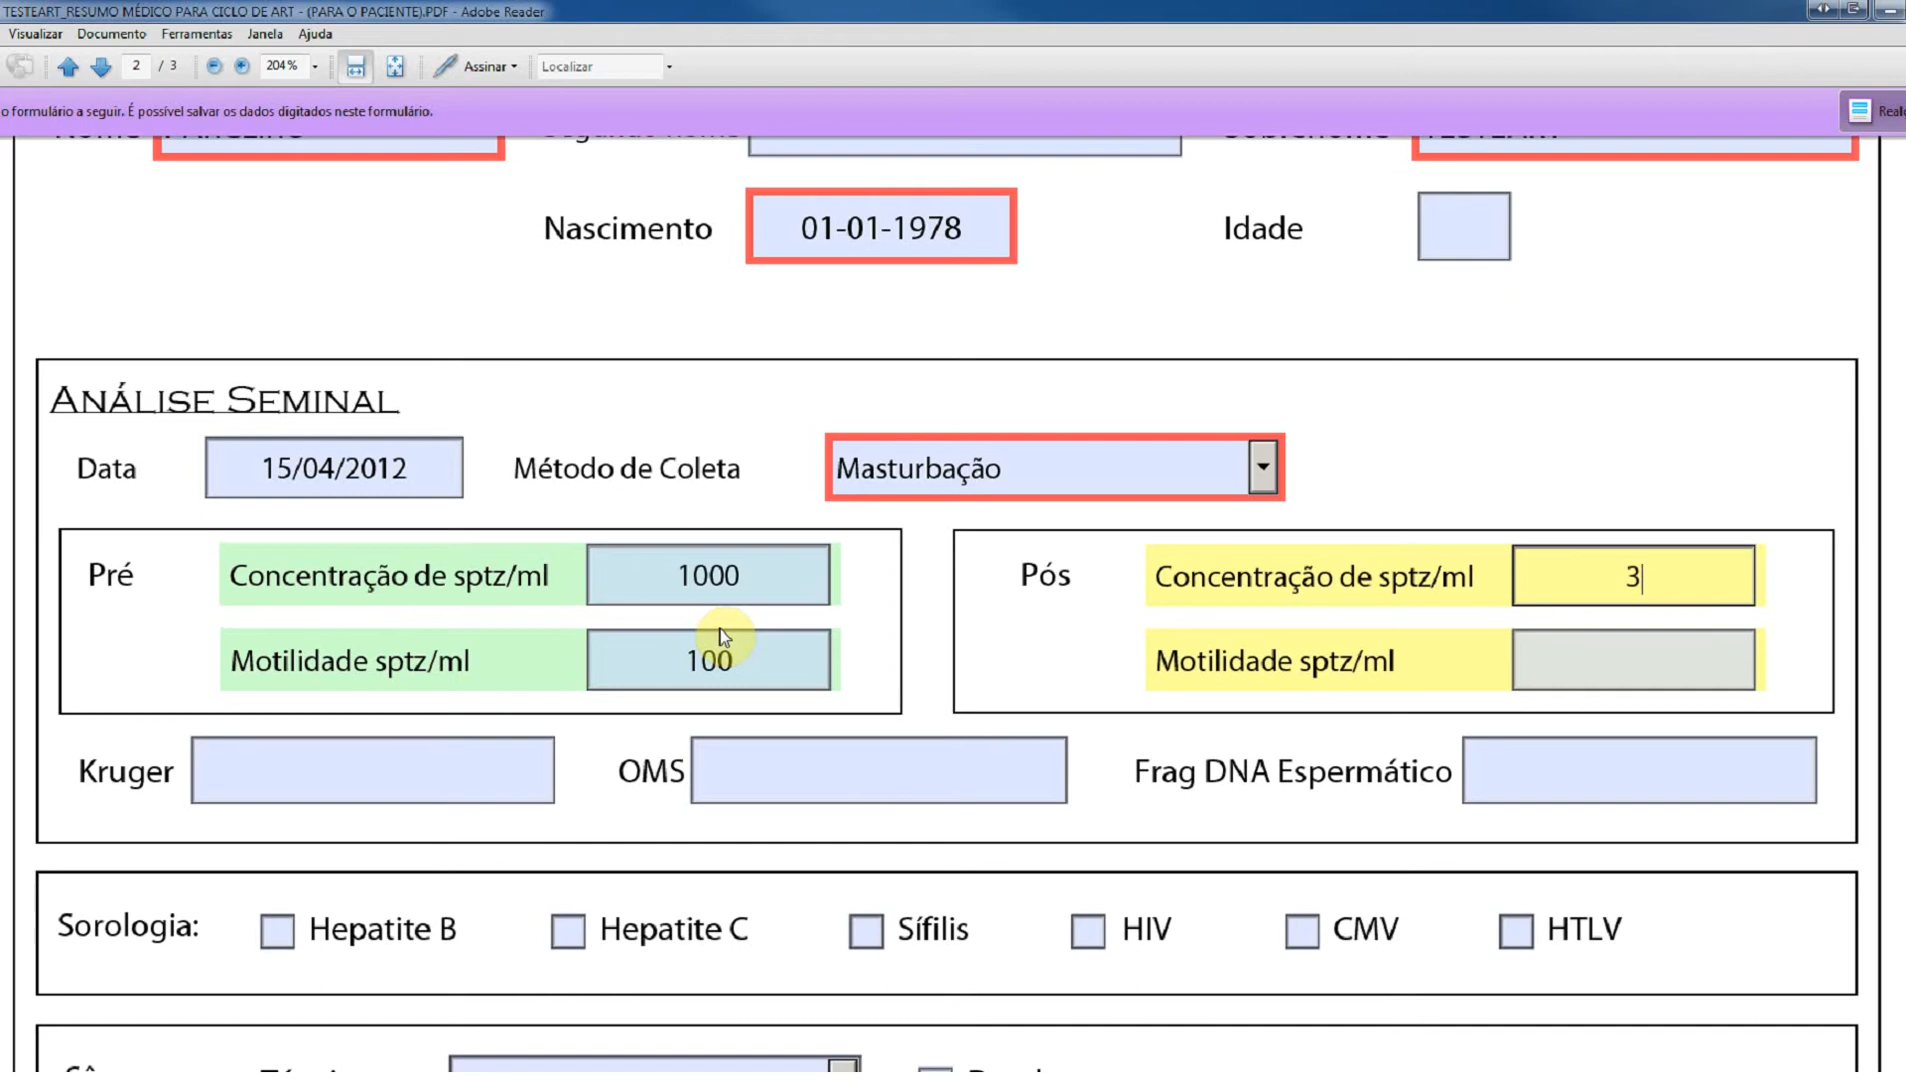 TESTEART_RESUMO MÉDICO PARA CICLO DE ART - (PARA O PACIENTE).PDF - Adobe Reader
Visualizar Documento Ferramentas Janela Ajuda
2 / 3 204% Assinar Localizar
o formulário a seguir. É possível salvar os dados digitados neste formulário.
Nascimento 01-01-1978 Idade
ANÁLISE SEMINAL
Data 15/04/2012 Método de Coleta Masturbação
Pré Concentração de sptz/ml 1000 Pós Concentração de sptz/ml 3
Motilidade sptz/ml 100 Motilidade sptz/ml
Kruger OMS Frag DNA Espermático
Sorologia: Hepatite B Hepatite C Sífilis HIV CMV HTLV